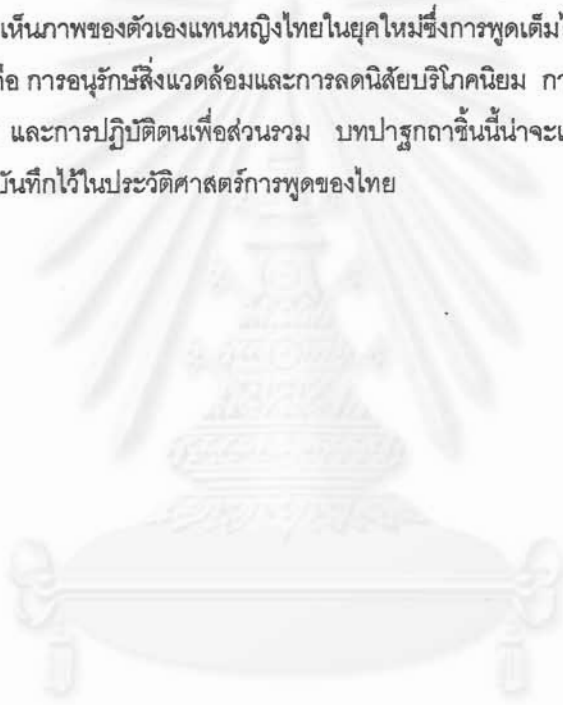 เห็นภาพของตัวเองแทนหญิงไทยในยุคใหม่ซึ่งการพูดเต็ม
คือ การอนุรักษ์สิ่งแวดล้อมและการลดนิสัยบริโภคนิยม
และการปฏิบัติตนเพื่อส่วนรวม บทปาฐกถาชิ้นนี้น่าจะ
บันทึกไว้ในประวัติศาสตร์การพูดของไทย